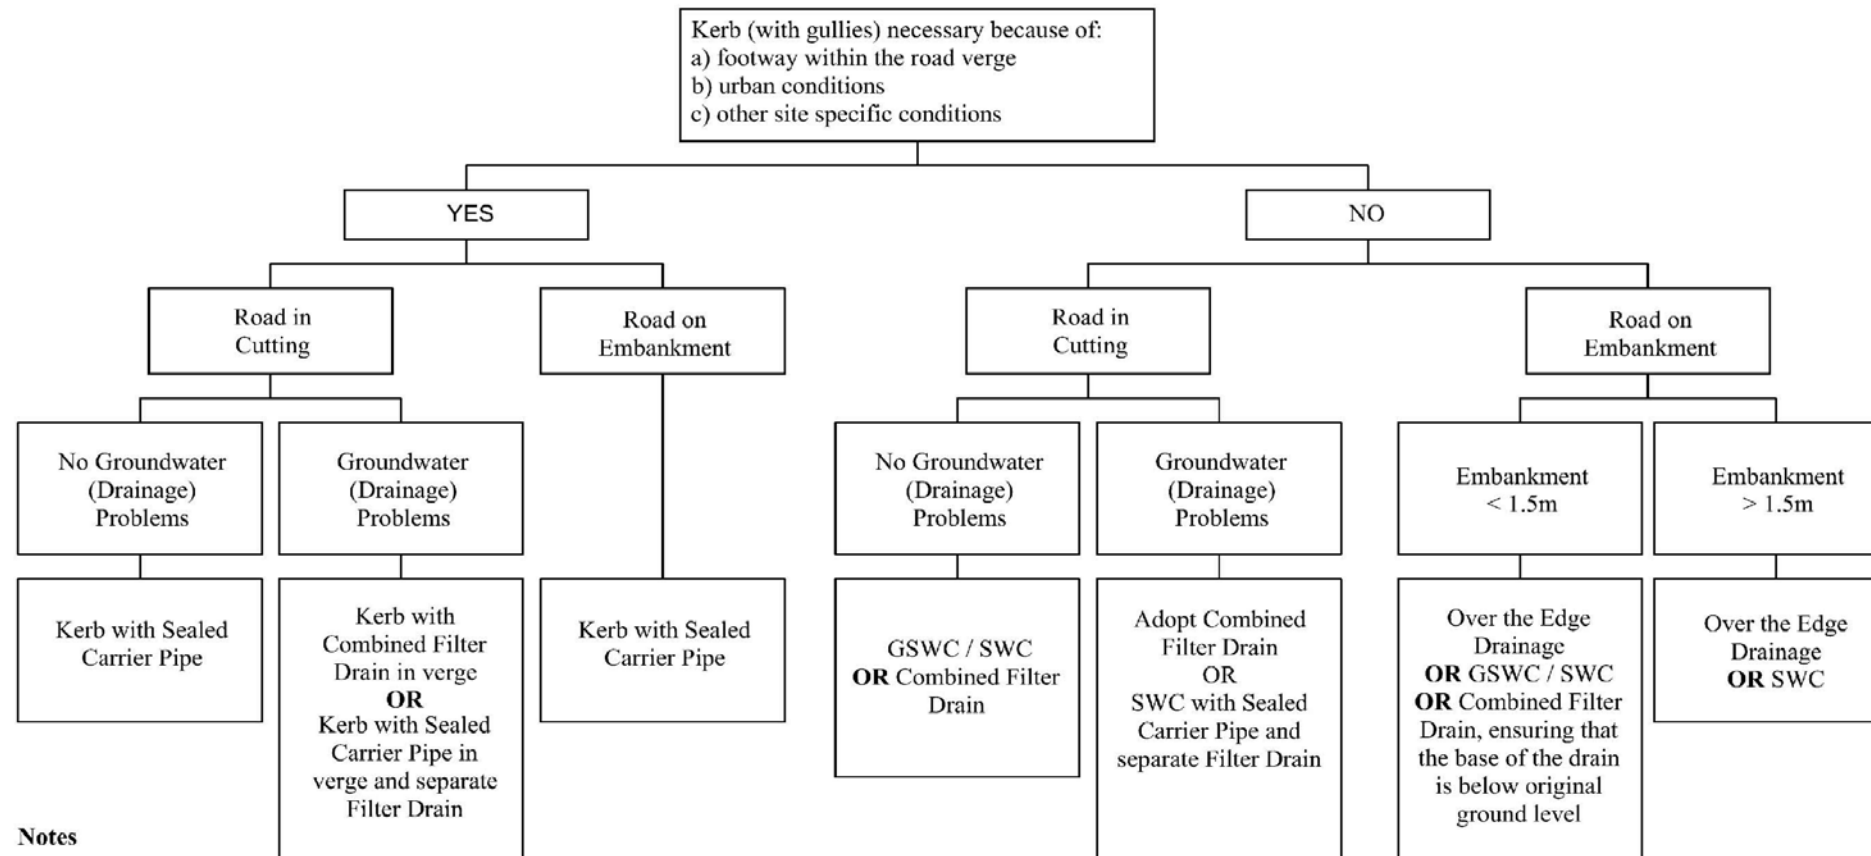 Kerb (with gullies) necessary because of:
a) footway within the road verge
b) urban conditions
c) other site specific conditions
YES
NO
Road in
Cutting
Road on
Embankment
Road in
Cutting
Road on
Embankment
No Groundwater
(Drainage)
Problems
Groundwater
(Drainage)
Problems
No Groundwater
(Drainage)
Problems
Groundwater
(Drainage)
Problems
Embankment
< 1.5m
Embankment
> 1.5m
Kerb with Sealed
Carrier Pipe
Kerb with
Combined Filter
Drain in verge
OR
Kerb with Sealed
Carrier Pipe in
verge and separate
Filter Drain
Kerb with Sealed
Carrier Pipe
GSWC / SWC
OR Combined Filter
Drain
Adopt Combined
Filter Drain
OR
SWC with Sealed
Carrier Pipe and
separate Filter Drain
Over the Edge
Drainage
OR GSWC / SWC
OR Combined Filter
Drain, ensuring that
the base of the drain
is below original
ground level
Over the Edge
Drainage
OR SWC
Notes